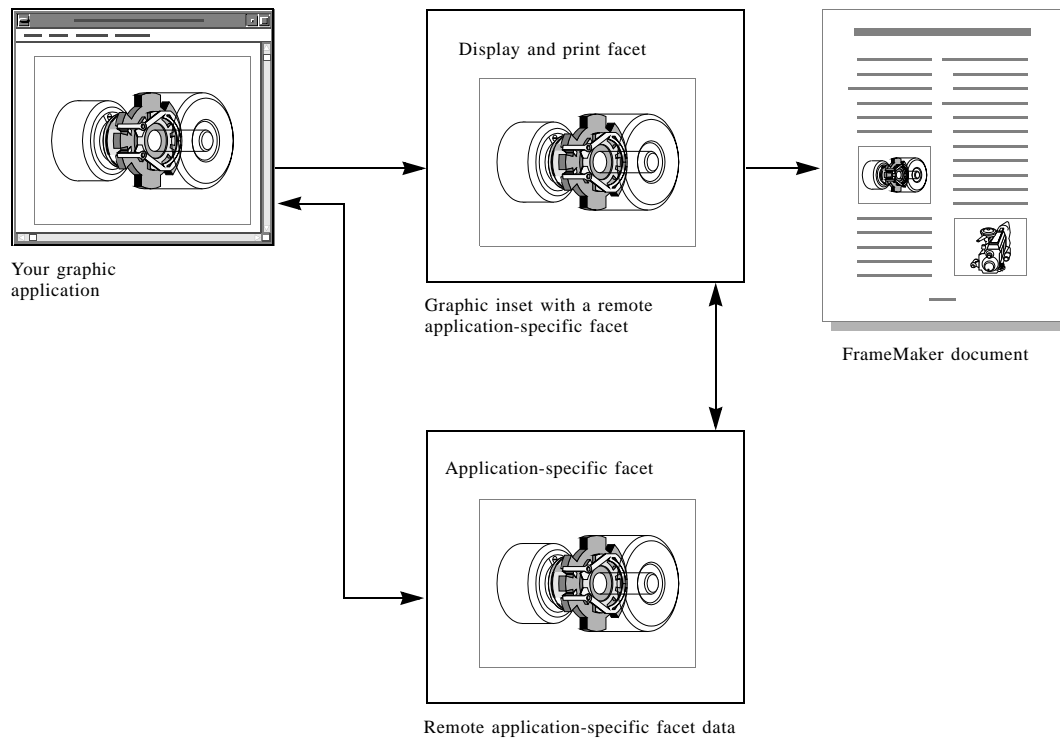 Display and print facet
Your graphic
application
Graphic inset with a remote
application-specific facet
FrameMaker document
Application-specific facet
Remote application-specific facet data